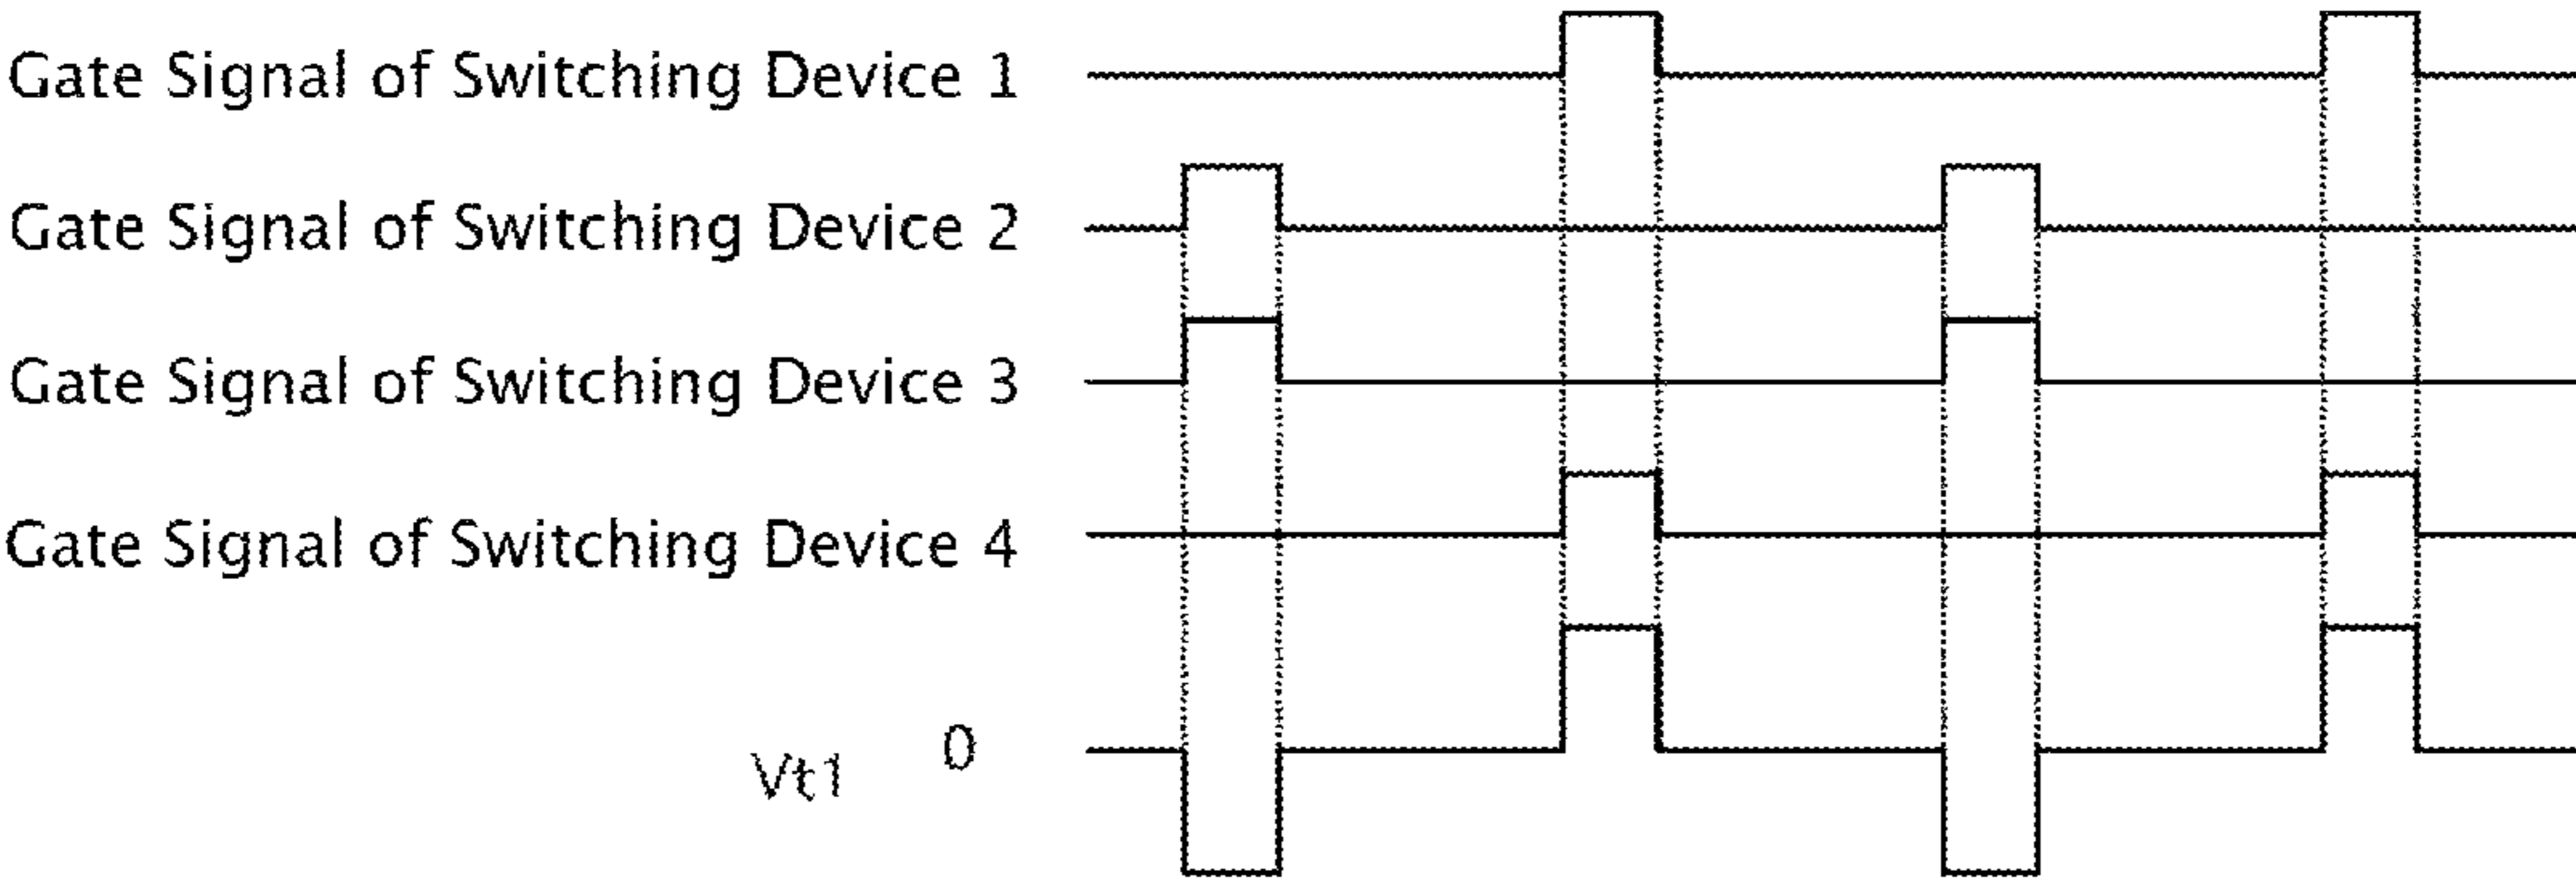 Gate Signal of Switching Device 1
Gate Signal of Switching Device 2
Gate Signal of Switching Device 3
Gate Signal of Switching Device 4
Vt1 0